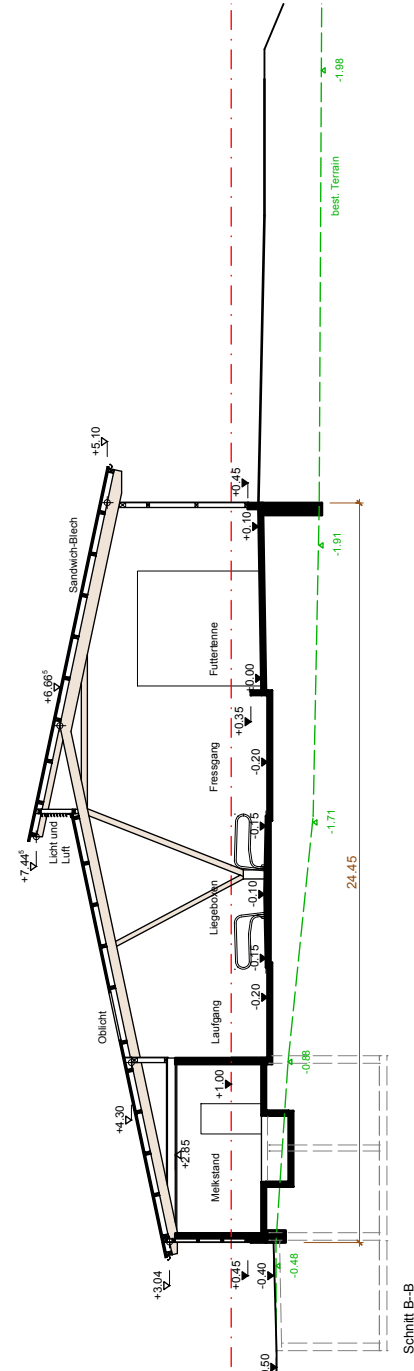 +7.44⁵
Licht und
Luft
+6.66⁵
Sandwich-Blech
+5.10
Oblicht
+4.30
+3.04
+2.85
Melkstand
+1.00
Laufgang
Liegeboxen
Fressgang
Futtertenne
+0.45
-0.40
-0.20
-0.15
-0.10
-0.15
-0.20
+0.35
±0.00
+0.10
+0.45
-0.48
-0.88
-1.71
-1.91
best. Terrain
-1.98
24.45
Schnitt B--B